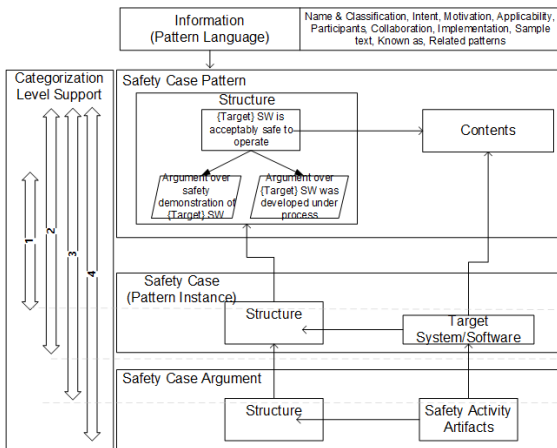 Information
(Pattern Language)
Name & Classification, Intent, Motivation, Applicability,
Participants, Collaboration, Implementation, Sample
text, Known as, Related patterns
Categorization
Level Support
1
2
3
4
Safety Case Pattern
Structure
{Target} SW is
acceptably safe to
operate
Contents
Argument over
safety
demonstration of
{Target} SW
Argument over
{Target} SW was
developed under
process
Safety Case
(Pattern Instance)
Structure
Target
System/Software
Safety Case Argument
Structure
Safety Activity
Artifacts